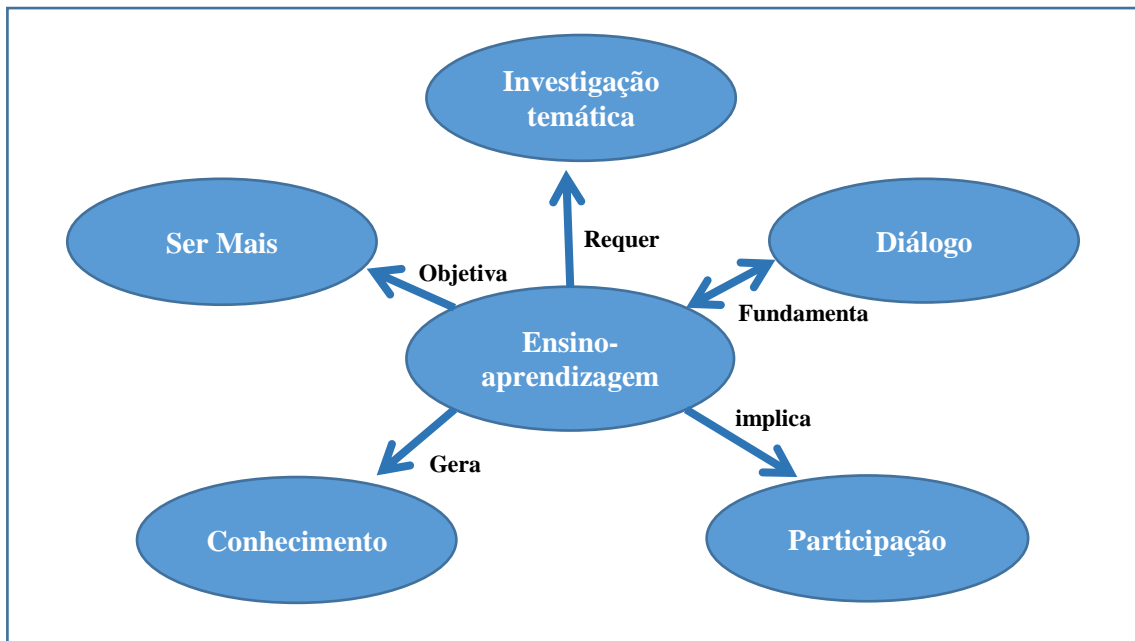 Investigação
temática
Ser Mais
Requer
Diálogo
Objetiva
Fundamenta
Ensino-
aprendizagem
implica
Gera
Conhecimento
Participação